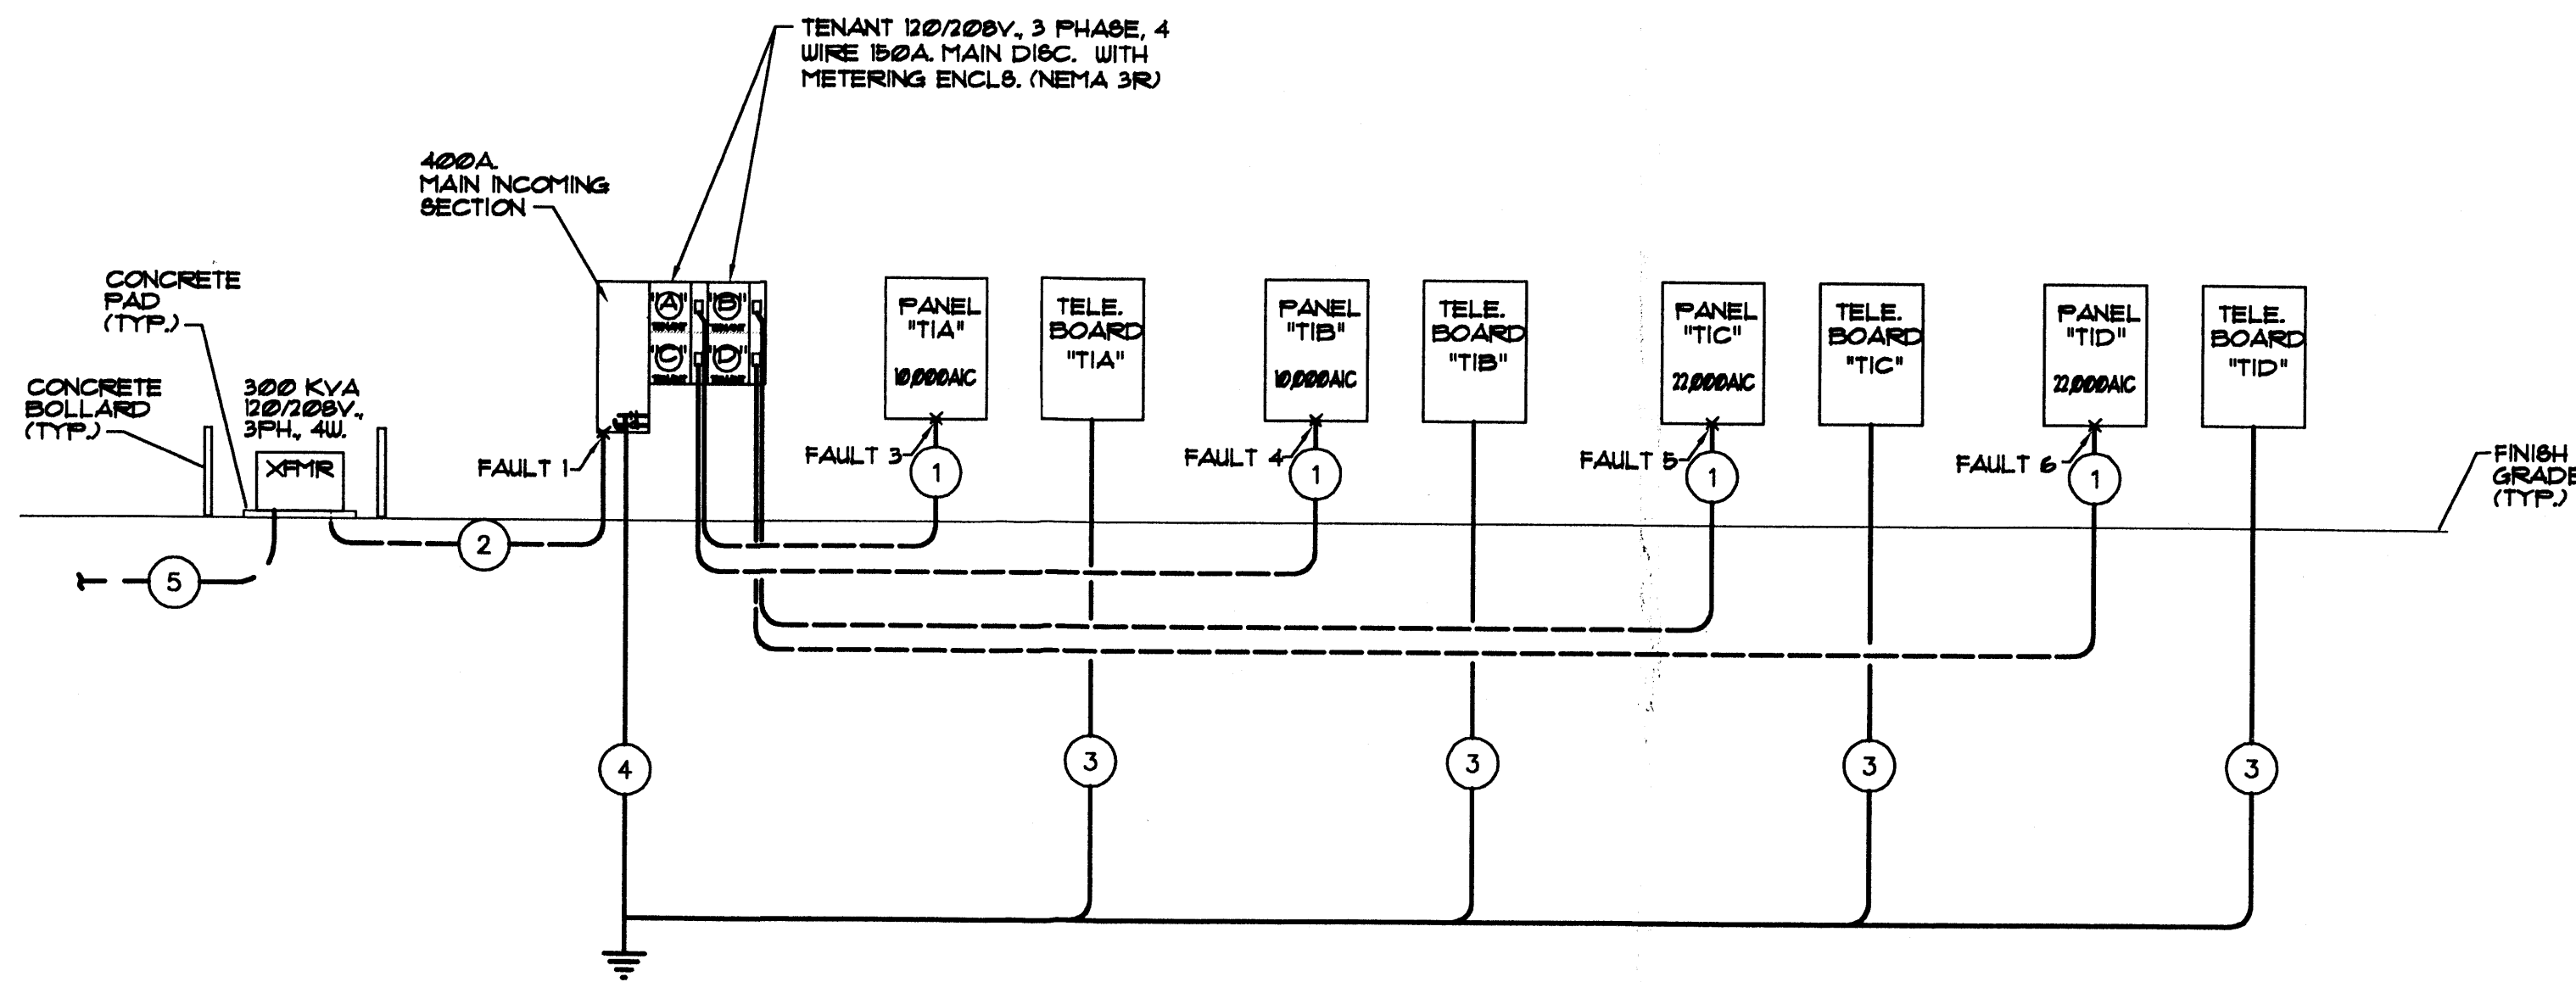 TENANT 120/208V., 3 PHASE, 4
WIRE 150A. MAIN DISC. WITH
METERING ENCLS. (NEMA 3R)
400A.
MAIN INCOMING
SECTION
CONCRETE
PAD
(TYP.)
CONCRETE
BOLLARD
(TYP.)
300 KVA
120/208V.,
3PH., 4W.
XFMR
FAULT 1
"A"
TENANT
"B"
TENANT
"C"
TENANT
"D"
TENANT
PANEL
"T1A"
10,000AIC
FAULT 3
TELE.
BOARD
"T1A"
PANEL
"T1B"
10,000AIC
FAULT 4
TELE.
BOARD
"T1B"
PANEL
"T1C"
22,000AIC
FAULT 5
TELE.
BOARD
"T1C"
PANEL
"T1D"
22,000AIC
FAULT 6
TELE.
BOARD
"T1D"
FINISH
GRADE
(TYP.)
1
1
1
1
2
5
4
3
3
3
3